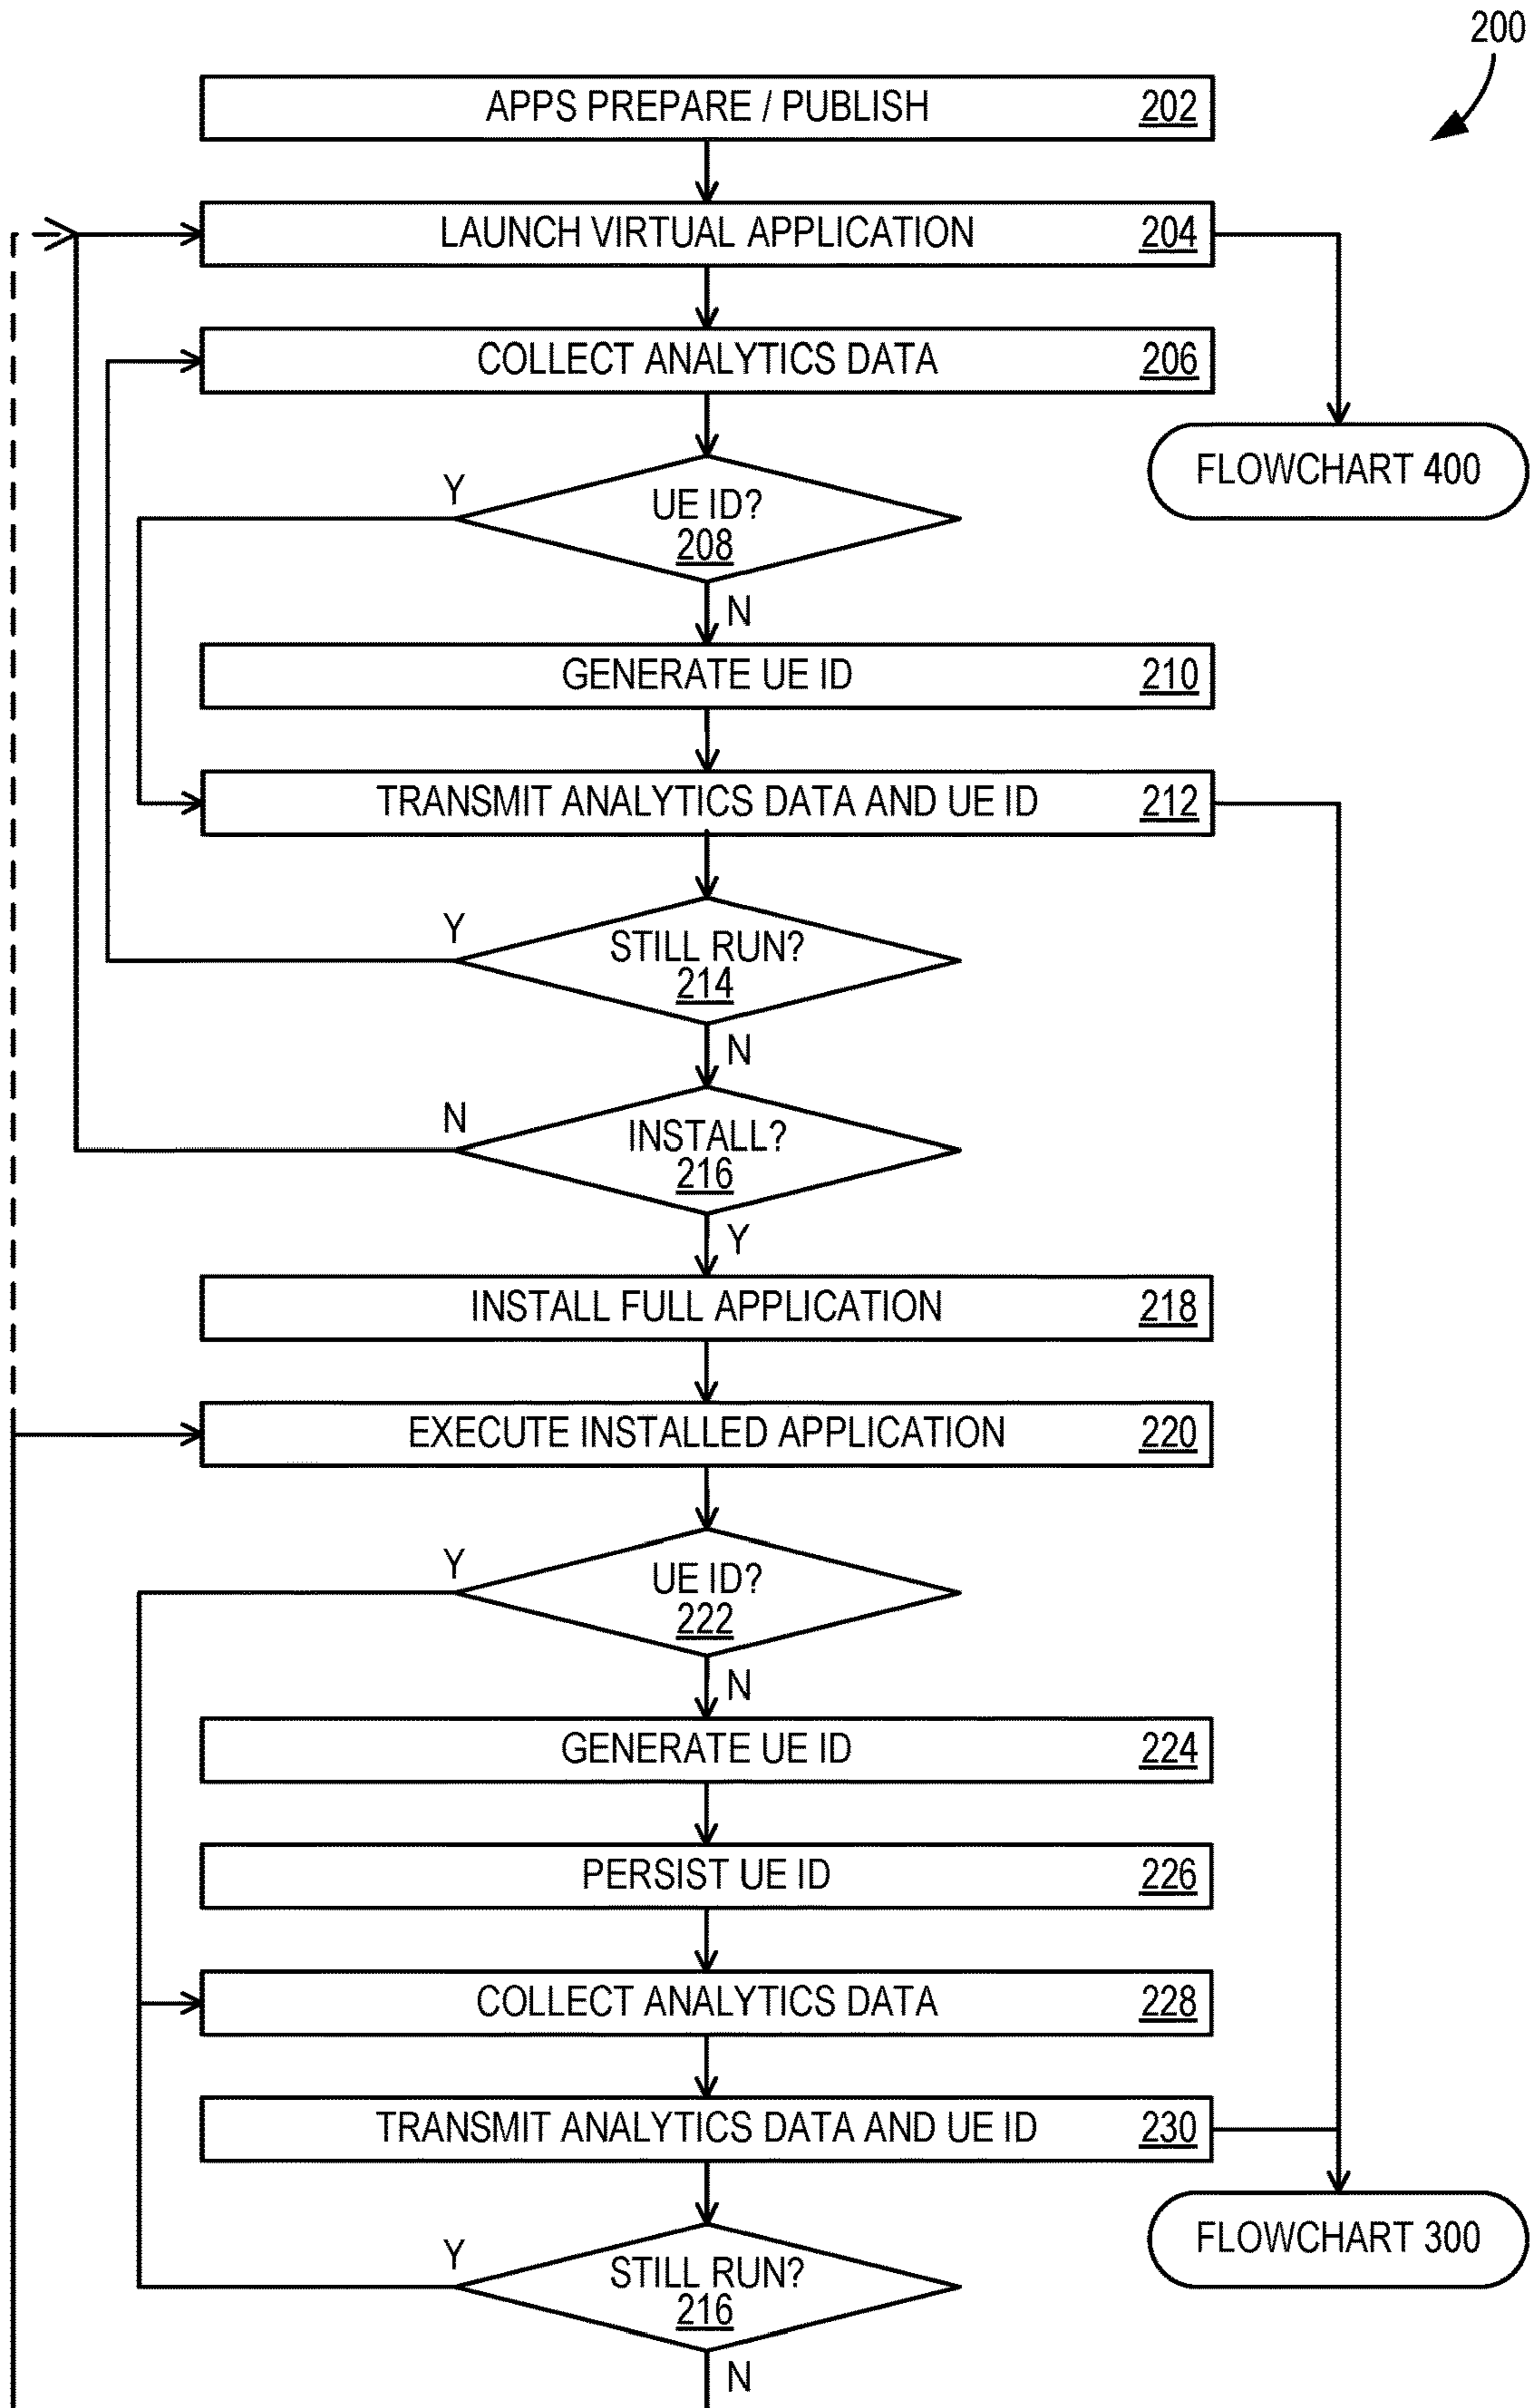 200
APPS PREPARE / PUBLISH 202
LAUNCH VIRTUAL APPLICATION 204
COLLECT ANALYTICS DATA 206
FLOWCHART 400
Y
UE ID?
208
N
GENERATE UE ID 210
TRANSMIT ANALYTICS DATA AND UE ID 212
Y
STILL RUN?
214
N
N
INSTALL?
216
Y
INSTALL FULL APPLICATION 218
EXECUTE INSTALLED APPLICATION 220
Y
UE ID?
222
N
GENERATE UE ID 224
PERSIST UE ID 226
COLLECT ANALYTICS DATA 228
TRANSMIT ANALYTICS DATA AND UE ID 230
FLOWCHART 300
Y
STILL RUN?
216
N